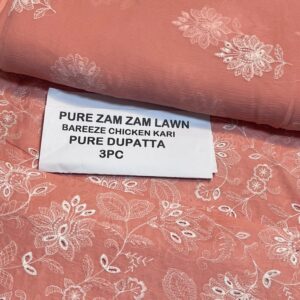 PURE ZAM ZAM LAWN
BAREEZE CHICKEN KARI
PURE DUPATTA
3PC